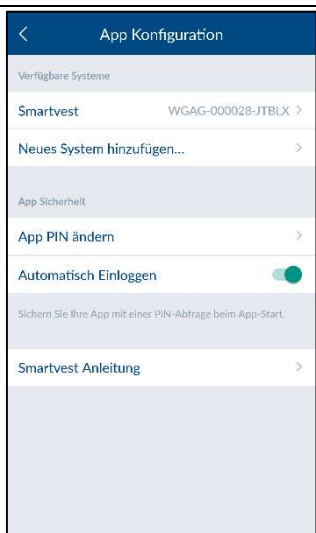 App Konfiguration
Verfügbare Systeme
Smartvest WGAG-000028-JTBLX
Neues System hinzufügen...
App Sicherheit
App PIN ändern
Automatisch Einloggen
Sichern Sie Ihre App mit einer PIN-Abfrage beim App-Start.
Smartvest Anleitung